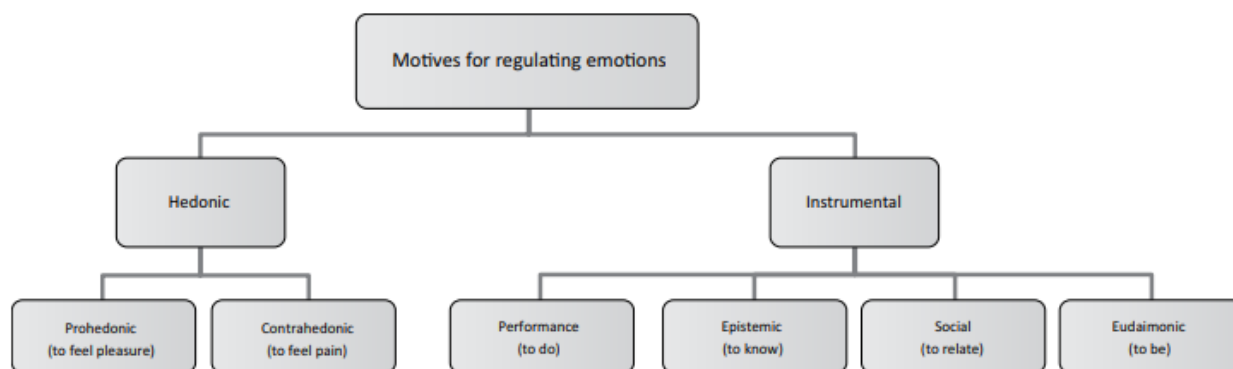 Motives for regulating emotions
Hedonic
Instrumental
Prohedonic
(to feel pleasure)
Contrahedonic
(to feel pain)
Performance
(to do)
Epistemic
(to know)
Social
(to relate)
Eudaimonic
(to be)